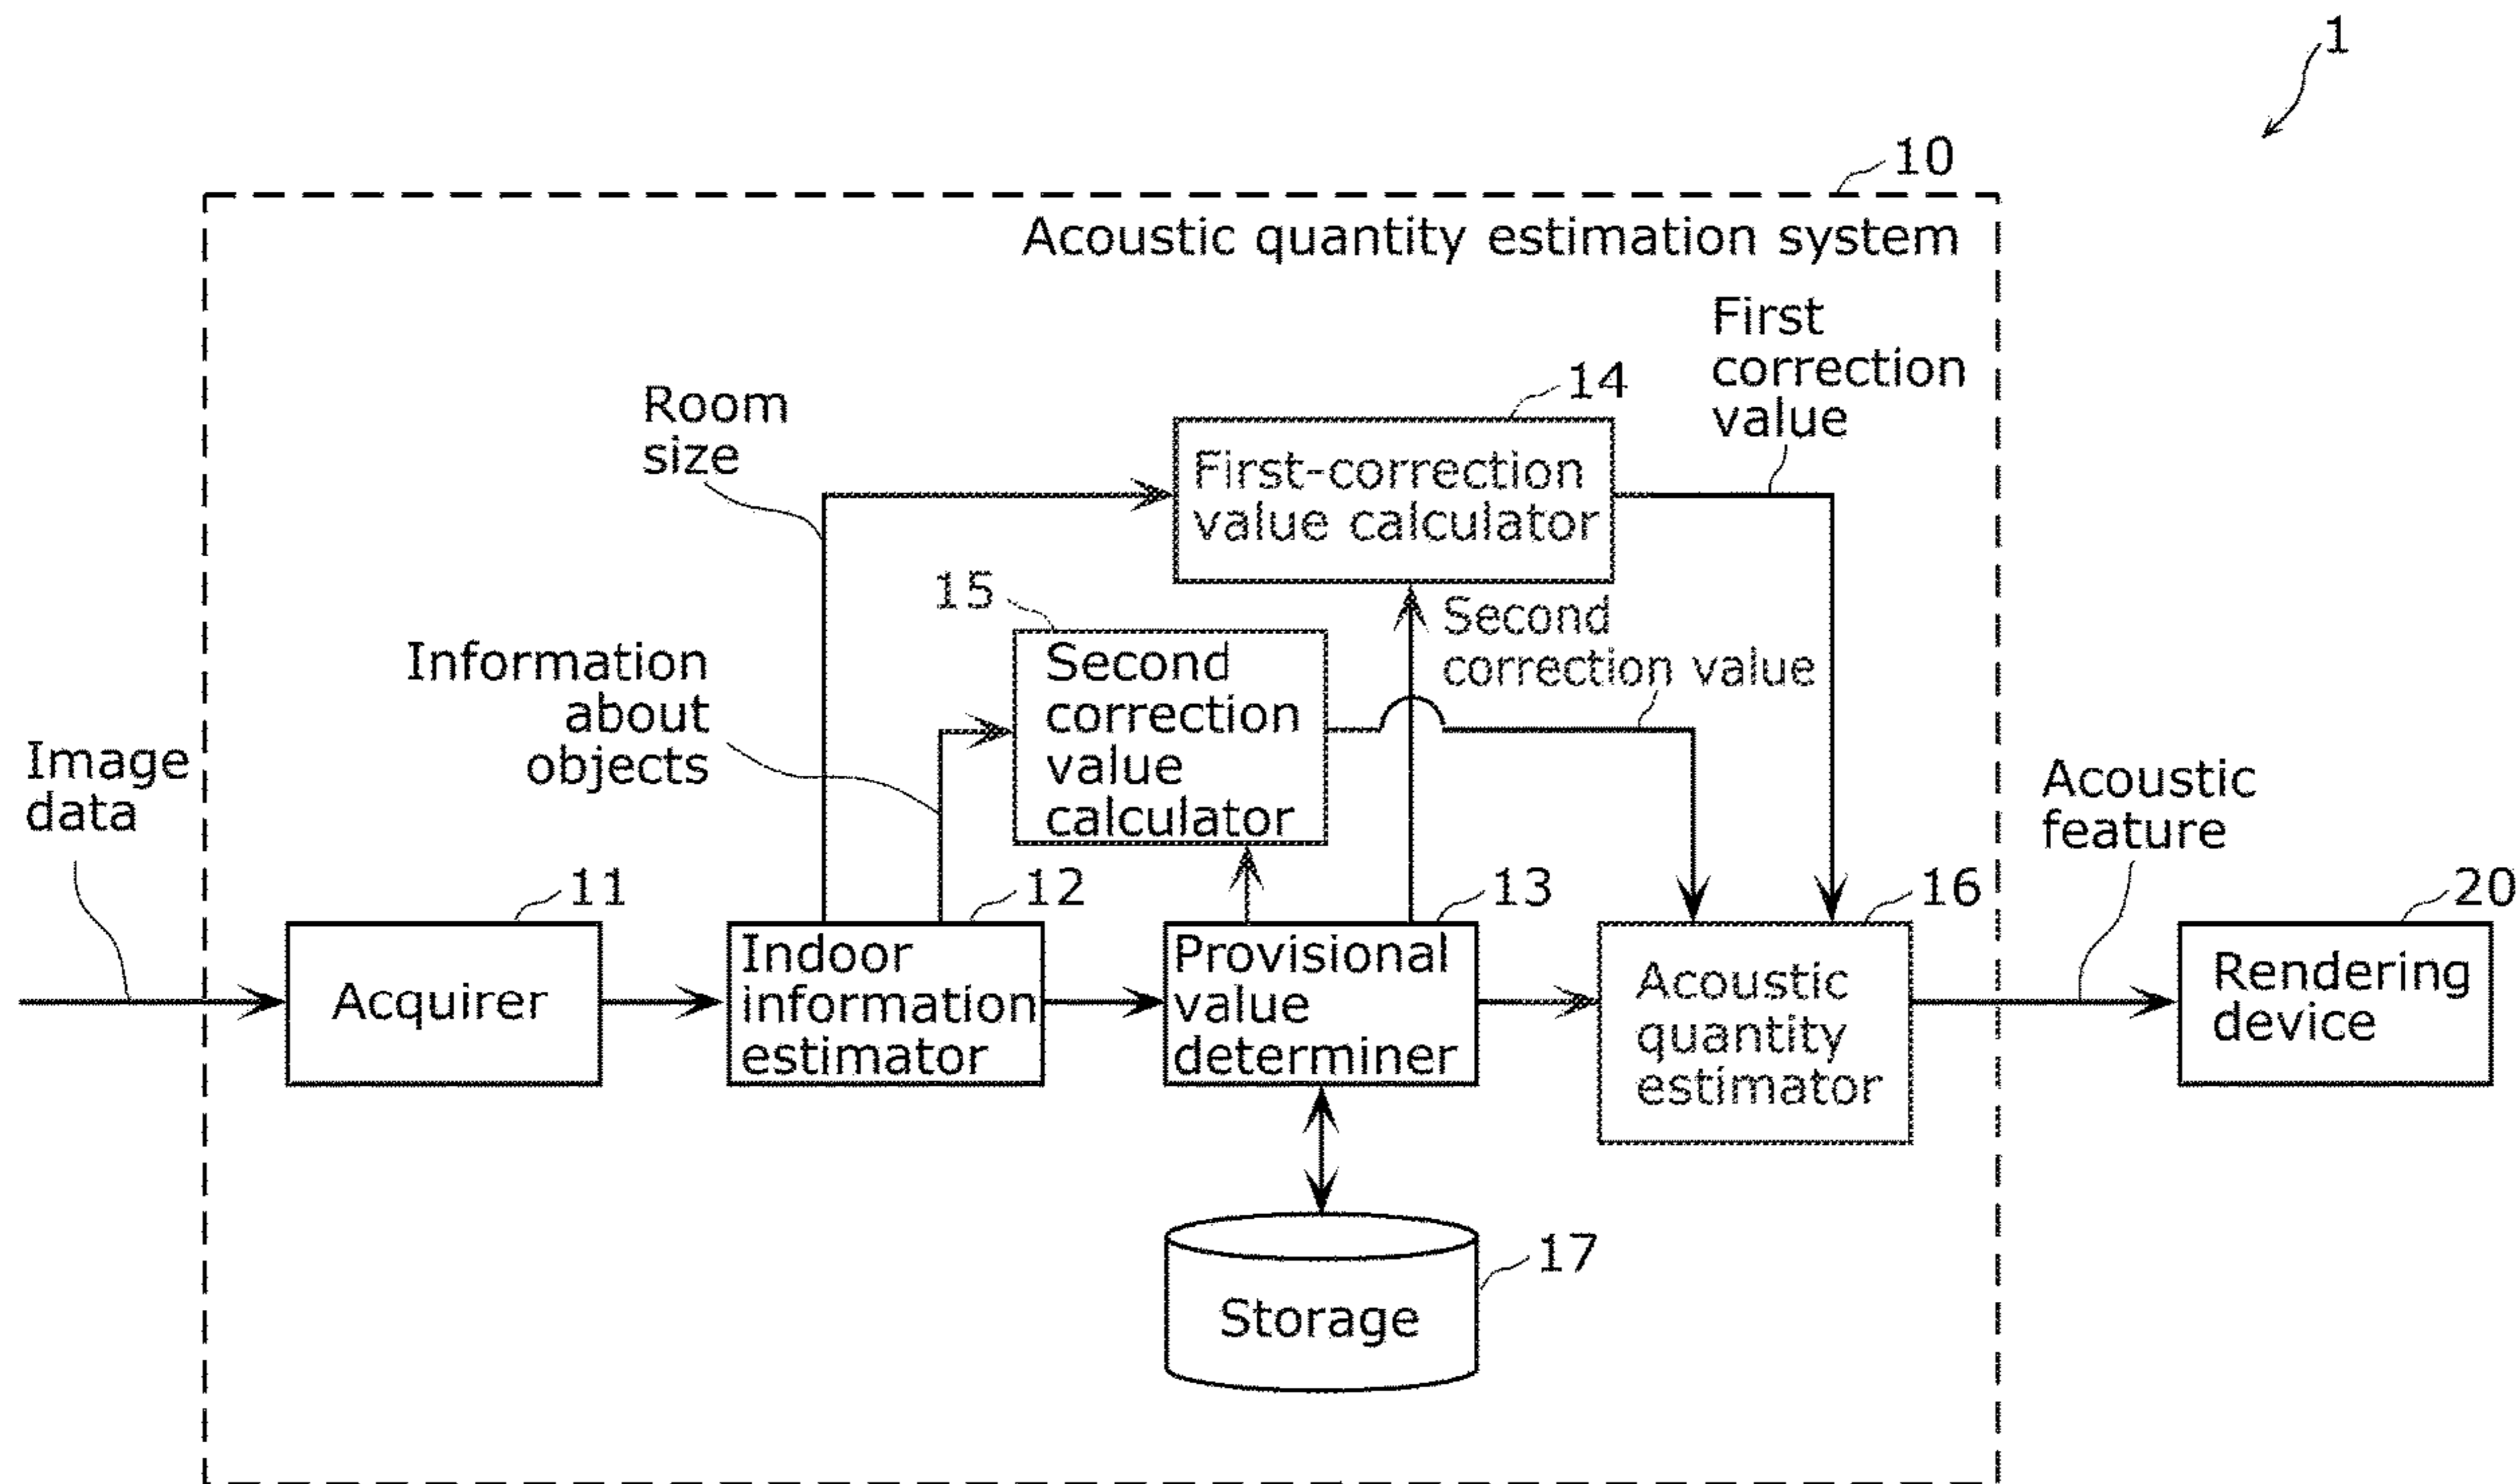 1
10
Acoustic quantity estimation system
First
correction
value
14
Room
size
First-correction
value calculator
15
Second
correction value
Information
about
objects
Second
correction
value
calculator
Image
data
Acoustic
feature
11
12
13
16
20
Acquirer
Indoor
information
estimator
Provisional
value
determiner
Acoustic
quantity
estimator
Rendering
device
17
Storage